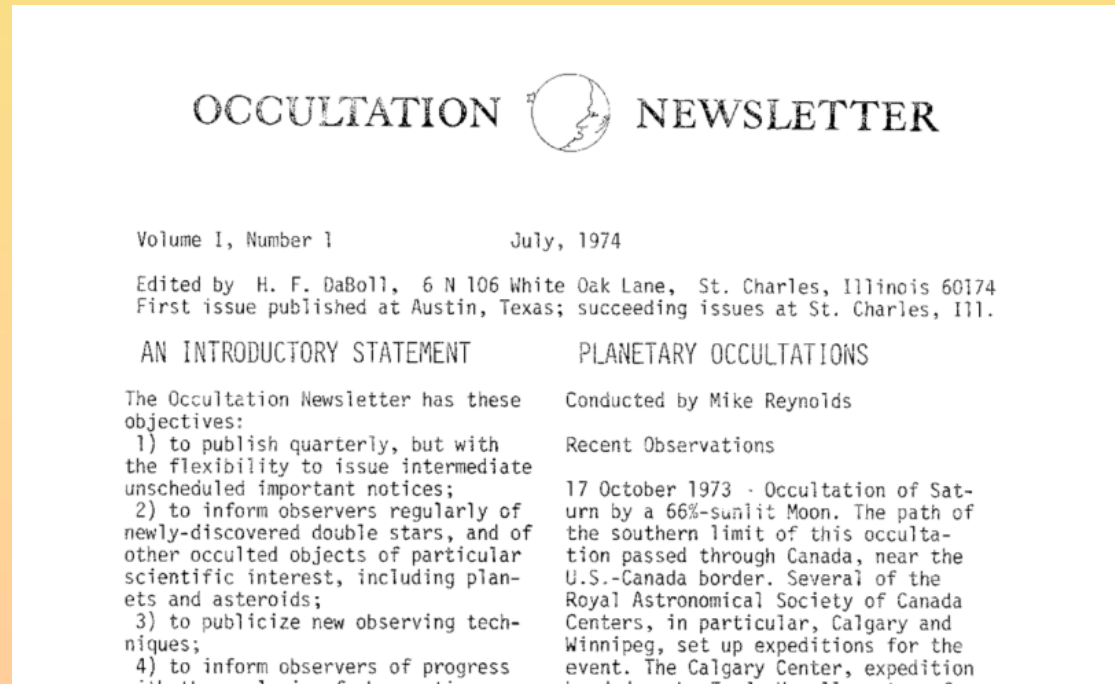 OCCULTATION NEWSLETTER
Volume I, Number 1 July, 1974
Edited by H. F. DaBoll, 6 N 106 White Oak Lane, St. Charles, Illinois 60174
First issue published at Austin, Texas; succeeding issues at St. Charles, Ill.
AN INTRODUCTORY STATEMENT
The Occultation Newsletter has these
objectives:
1) to publish quarterly, but with
the flexibility to issue intermediate
unscheduled important notices;
2) to inform observers regularly of
newly-discovered double stars, and of
other occulted objects of particular
scientific interest, including plan-
ets and asteroids;
3) to publicize new observing tech-
niques;
4) to inform observers of progress
PLANETARY OCCULTATIONS
Conducted by Mike Reynolds
Recent Observations
17 October 1973 - Occultation of Sat-
urn by a 66%-sunlit Moon. The path of
the southern limit of this occulta-
tion passed through Canada, near the
U.S.-Canada border. Several of the
Royal Astronomical Society of Canada
Centers, in particular, Calgary and
Winnipeg, set up expeditions for the
event. The Calgary Center, expedition